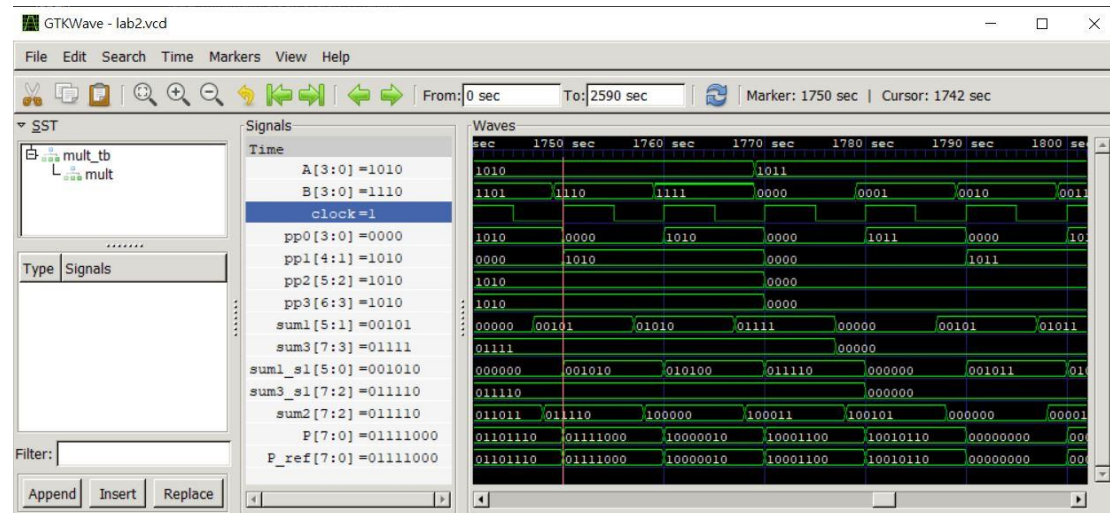 GTKWave - lab2.vcd
File Edit Search Time Markers View Help
From: 0 sec To: 2590 sec Marker: 1750 sec | Cursor: 1742 sec
SST
mult_tb
mult
Type Signals
Filter:
Append Insert Replace
Signals
Time
A[3:0] =1010
B[3:0] =1110
clock=1
pp0[3:0] =0000
pp1[4:1] =1010
pp2[5:2] =1010
pp3[6:3] =1010
sum1[5:1] =00101
sum3[7:3] =01111
sum1_s1[5:0] =001010
sum3_s1[7:2] =011110
sum2[7:2] =011110
P[7:0] =01111000
P_ref[7:0] =01111000
Waves
sec 1750 sec 1760 sec 1770 sec 1780 sec 1790 sec 1800 se
1010 1011
1101 1110 1111 0000 0001 0010 0011
1010 0000 1010 0000 1011 0000 10
0000 1010 0000 1011
1010 0000
1010 0000
00000 00101 01010 01111 00000 00101 01011
01111 00000
000000 001010 010100 011110 000000 001011 01
011110 000000
011011 011110 100000 100011 100101 000000 00001
01101110 01111000 10000010 10001100 10010110 00000000 00
01101110 01111000 10000010 10001100 10010110 00000000 00